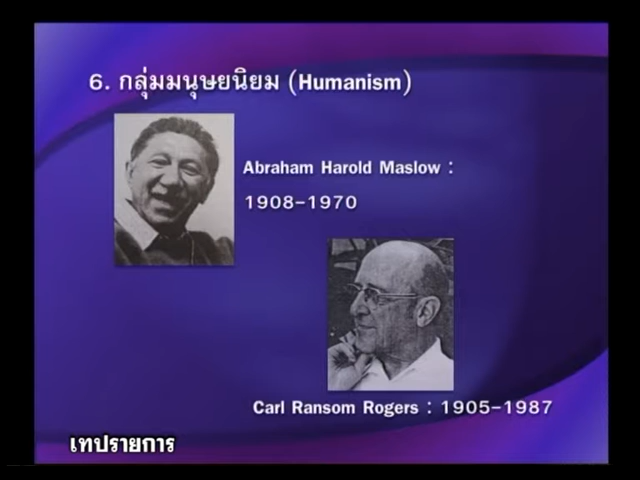 6. กลุ่มมนุษยนิยม (Humanism)
Abraham Harold Maslow :
1908-1970
Carl Ransom Rogers : 1905-1987
เทปรายการ